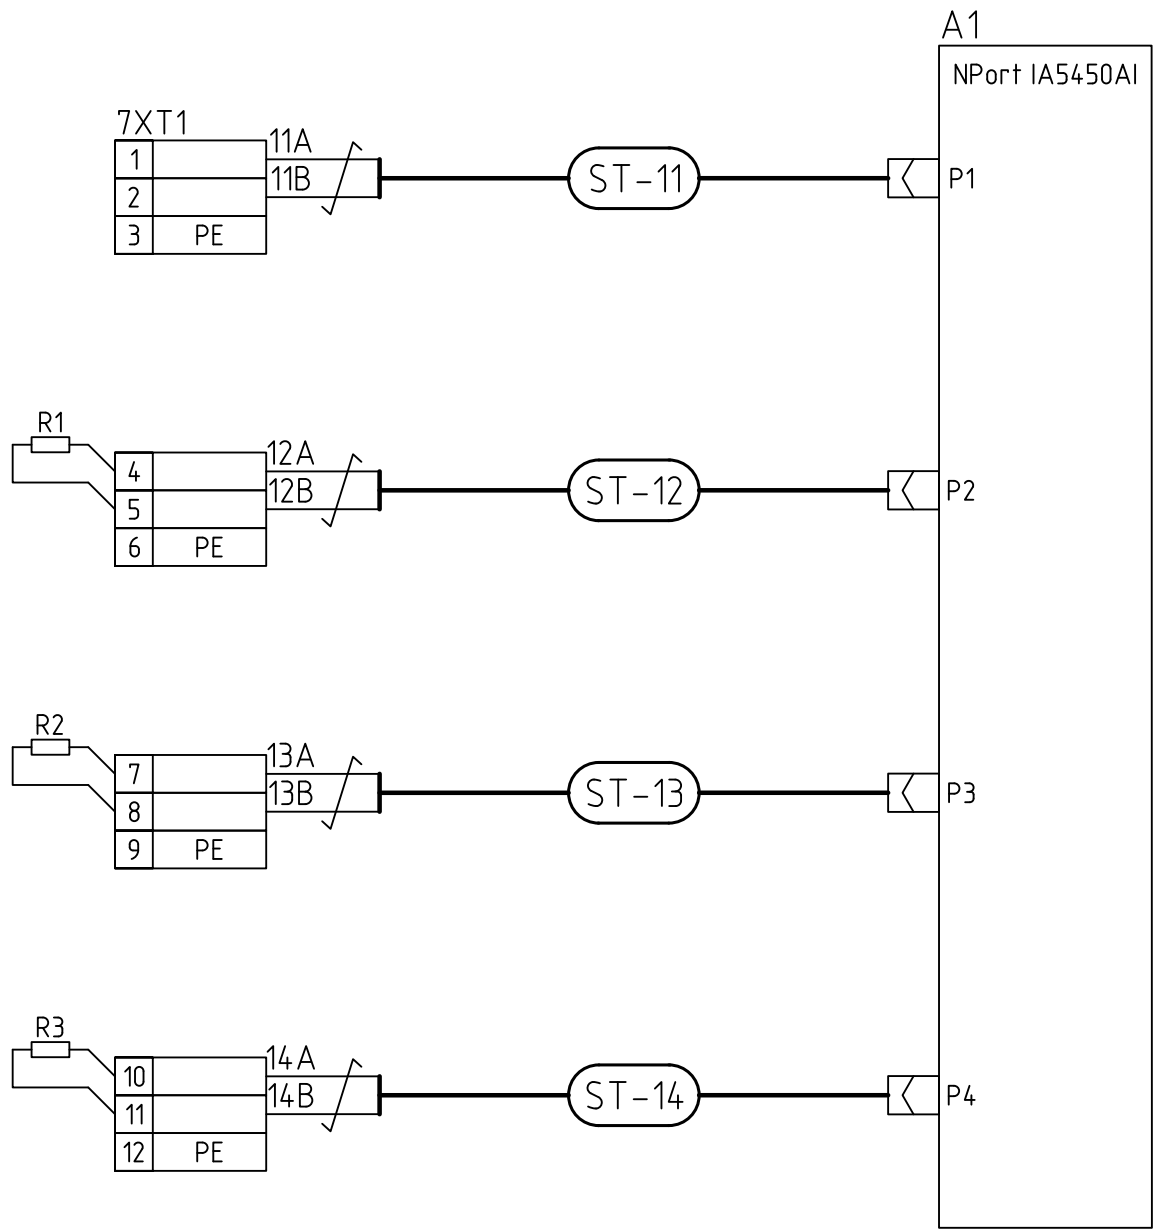 A1
NPort IA5450AI
7XT1
1
11A
11B
2
3 PE
ST-11
P1
R1
4
12A
12B
5
6 PE
ST-12
P2
R2
7
13A
13B
8
9 PE
ST-13
P3
R3
10
14A
14B
11
12 PE
ST-14
P4